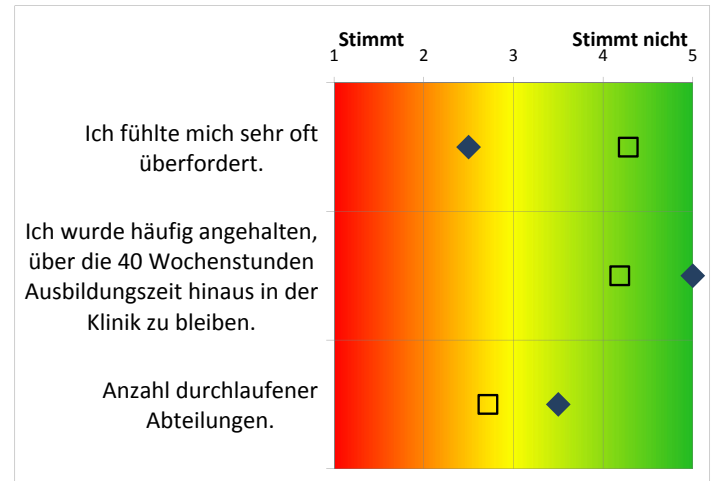 Stimmt Stimmt nicht
1 2 3 4 5
Ich fühlte mich sehr oft
überfordert.
Ich wurde häufig angehalten,
über die 40 Wochenstunden
Ausbildungszeit hinaus in der
Klinik zu bleiben.
Anzahl durchlaufener
Abteilungen.